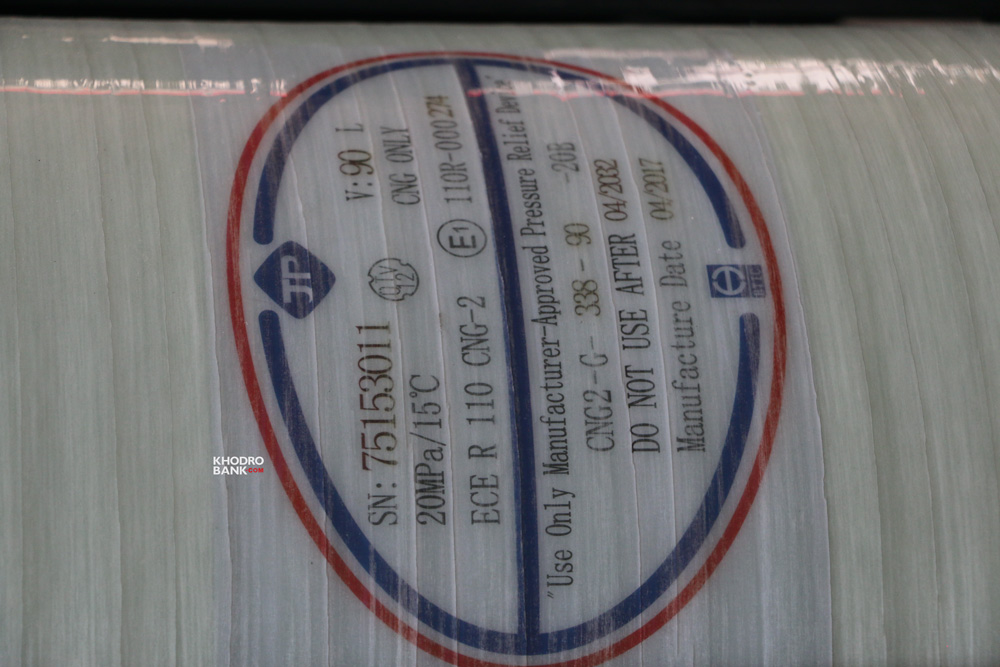 JP
SN: 75153011 V: 90 L
20MPa/15℃ CNG ONLY
ECE R 110 CNG-2 E1 110R-000274
"Use Only Manufacturer-Approved Pressure Relief Device"
CNG2-G- 338 - 90 -20B
DO NOT USE AFTER 04/2032
Manufacture Date 04/2017
KHODRO
BANK.COM